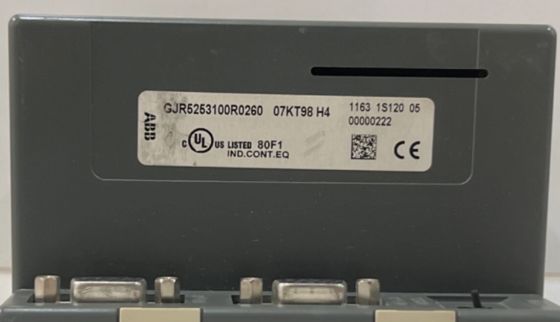 ABB
GJR5253100R0260 07KT98 H4
1163 1S120 05
00000222
C UL US LISTED 80F1
IND.CONT.EQ
CE